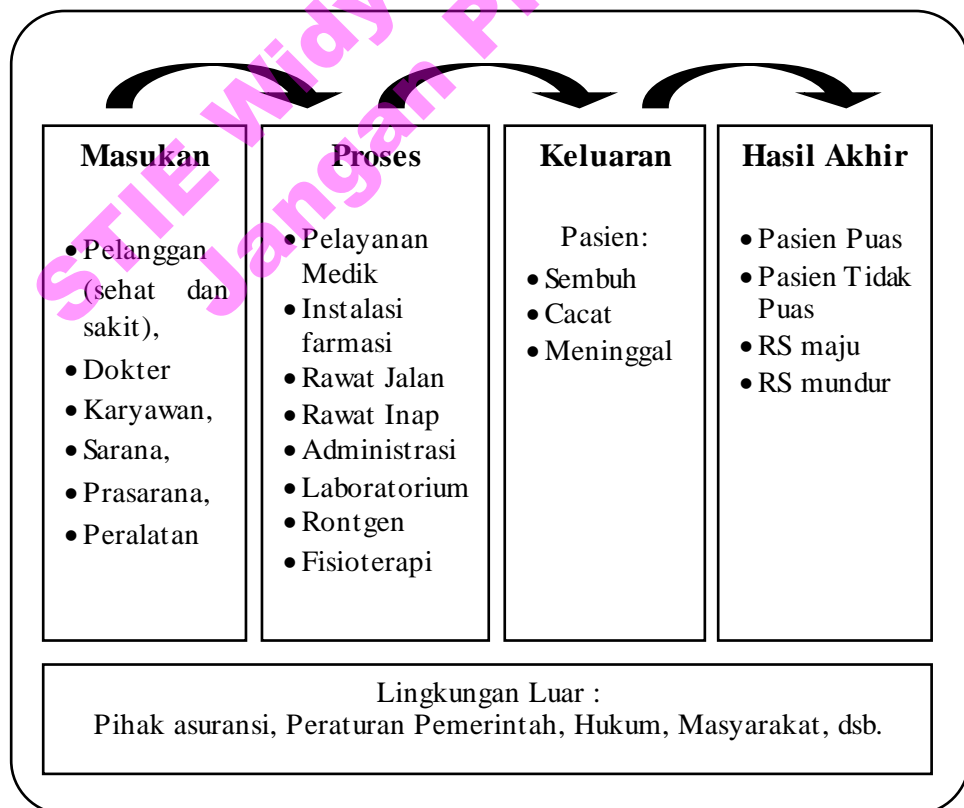 STIE Widy
Jangan P
Masukan
• Pelanggan
(sehat dan
sakit),
• Dokter
• Karyawan,
• Sarana,
• Prasarana,
• Peralatan
Proses
• Pelayanan
Medik
• Instalasi
farmasi
• Rawat Jalan
• Rawat Inap
• Administrasi
• Laboratorium
• Rontgen
• Fisioterapi
Keluaran
Pasien:
• Sembuh
• Cacat
• Meninggal
Hasil Akhir
• Pasien Puas
• Pasien Tidak
Puas
• RS maju
• RS mundur
Lingkungan Luar :
Pihak asuransi, Peraturan Pemerintah, Hukum, Masyarakat, dsb.